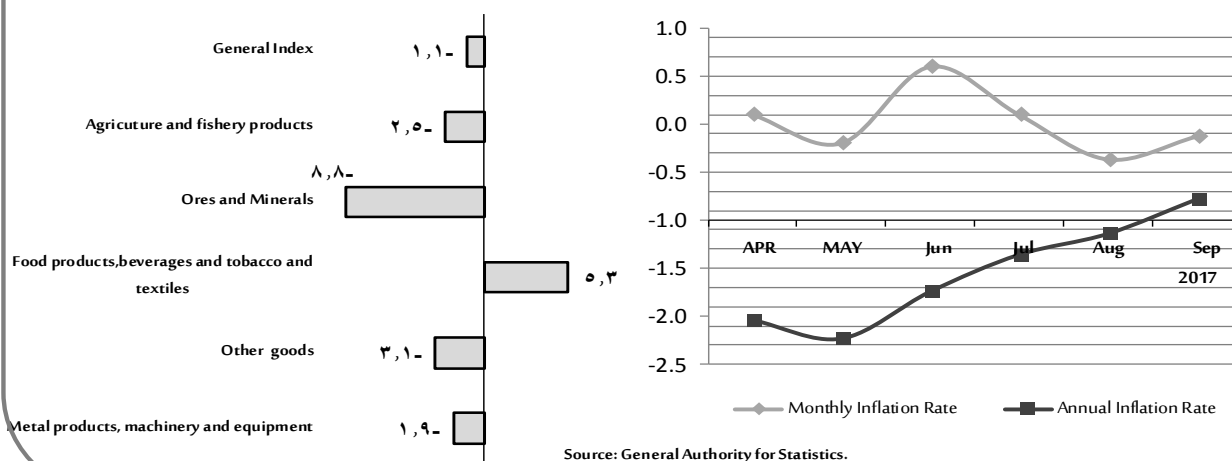 General Index
١,١-
Agricuture and fishery products
٢,٥-
Ores and Minerals
٨,٨-
Food products,beverages and tobacco and
textiles
٥,٣
Other goods
٣,١-
Metal products, machinery and equipment
١,٩-
1.0
0.5
0.0
-0.5
-1.0
-1.5
-2.0
-2.5
APR MAY Jun Jul Aug Sep
2017
Monthly Inflation Rate Annual Inflation Rate
Source: General Authority for Statistics.